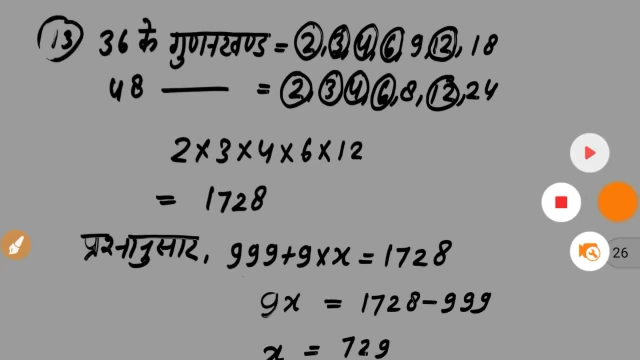 13 36 के गुणनखण्ड = 2, 3, 4, 6, 9, 12, 18
48 —— = 2, 3, 4, 6, 8, 12, 24
2×3×4×6×12
= 1728
प्रश्नानुसार, 999+9×x = 1728
9x = 1728-999
x = 729
26